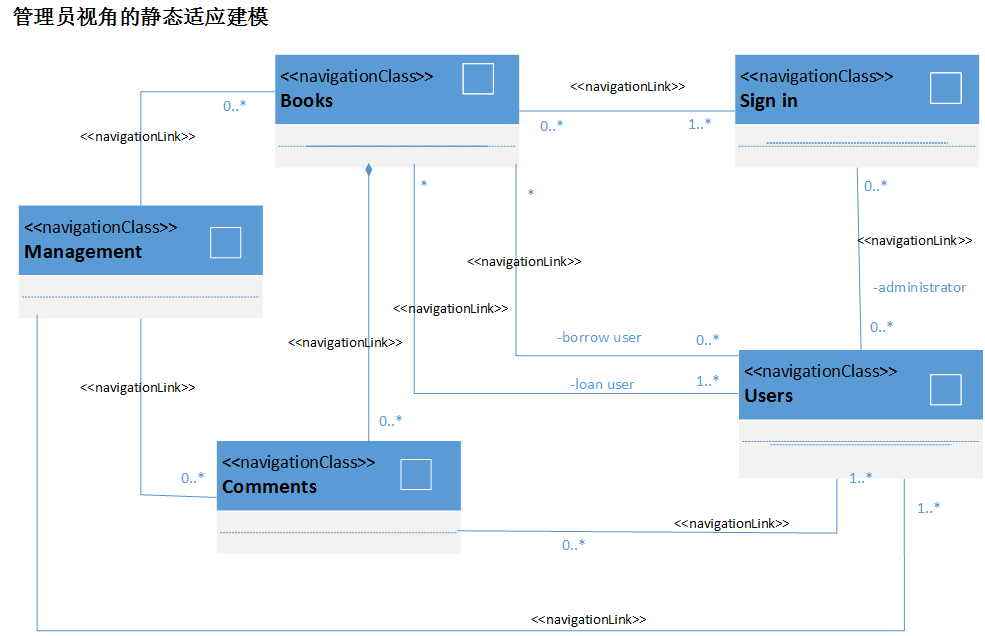 管理员视角的静态适应建模
<<navigationClass>>
Books
<<navigationLink>>
<<navigationClass>>
Sign in
0..*
0..*
1..*
<<navigationLink>>
*
*
0..*
<<navigationClass>>
Management
<<navigationLink>>
<<navigationLink>>
-administrator
<<navigationLink>>
0..*
<<navigationLink>>
-borrow user
0..*
<<navigationClass>>
Users
<<navigationLink>>
-loan user
1..*
0..*
<<navigationClass>>
Comments
0..*
1..*
1..*
<<navigationLink>>
0..*
<<navigationLink>>